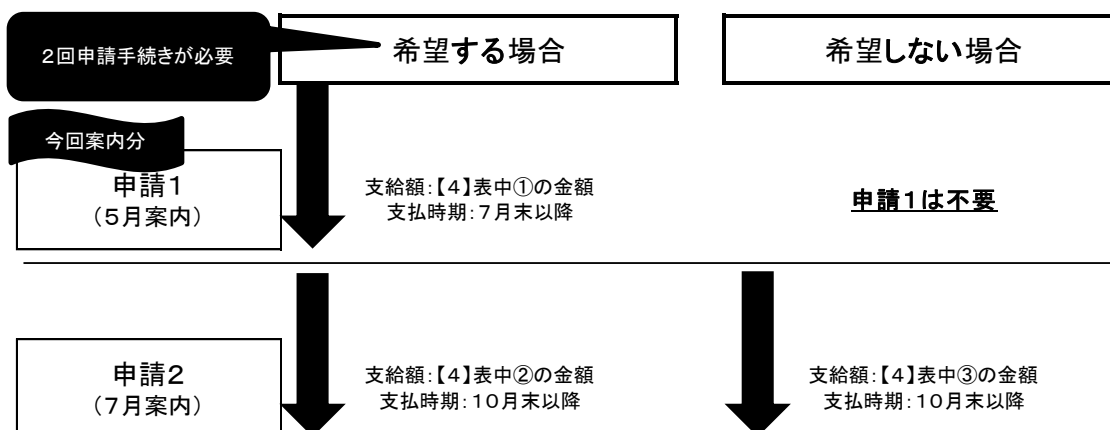 2回申請手続きが必要
希望する場合
希望しない場合
今回案内分
申請1
(5月案内)
支給額:【4】表中①の金額
支払時期:7月末以降
申請1は不要
申請2
(7月案内)
支給額:【4】表中②の金額
支払時期:10月末以降
支給額:【4】表中③の金額
支払時期:10月末以降